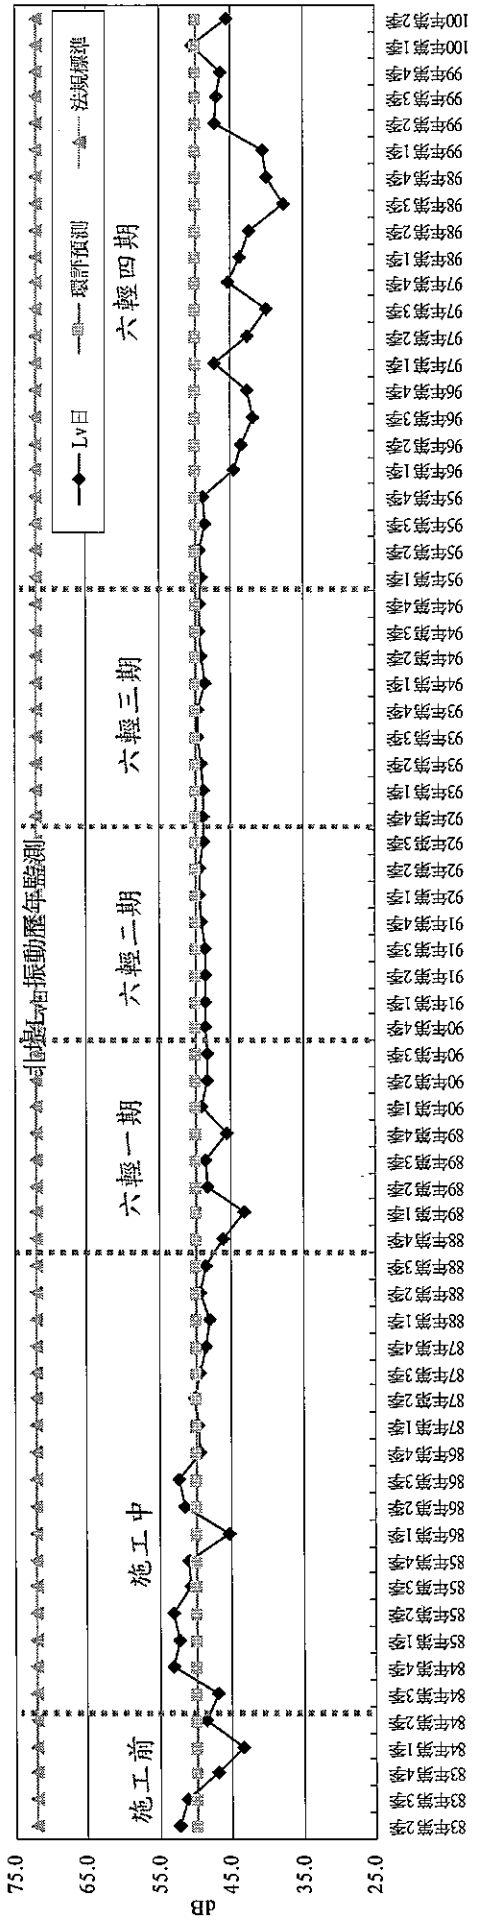 北堤Lv日振動歷年監測
Lv日
環評預測
法規標準
施工前
施工中
六輕一期
六輕二期
六輕三期
六輕四期
75.0
65.0
55.0
45.0
35.0
25.0
dB
83年第2季
83年第3季
83年第4季
84年第1季
84年第2季
84年第3季
84年第4季
85年第1季
85年第2季
85年第3季
85年第4季
86年第1季
86年第2季
86年第3季
86年第4季
87年第1季
87年第2季
87年第3季
87年第4季
88年第1季
88年第2季
88年第3季
88年第4季
89年第1季
89年第2季
89年第3季
89年第4季
90年第1季
90年第2季
90年第3季
90年第4季
91年第1季
91年第2季
91年第3季
91年第4季
92年第1季
92年第2季
92年第3季
92年第4季
93年第1季
93年第2季
93年第3季
93年第4季
94年第1季
94年第2季
94年第3季
94年第4季
95年第1季
95年第2季
95年第3季
95年第4季
96年第1季
96年第2季
96年第3季
96年第4季
97年第1季
97年第2季
97年第3季
97年第4季
98年第1季
98年第2季
98年第3季
98年第4季
99年第1季
99年第2季
99年第3季
99年第4季
100年第1季
100年第2季